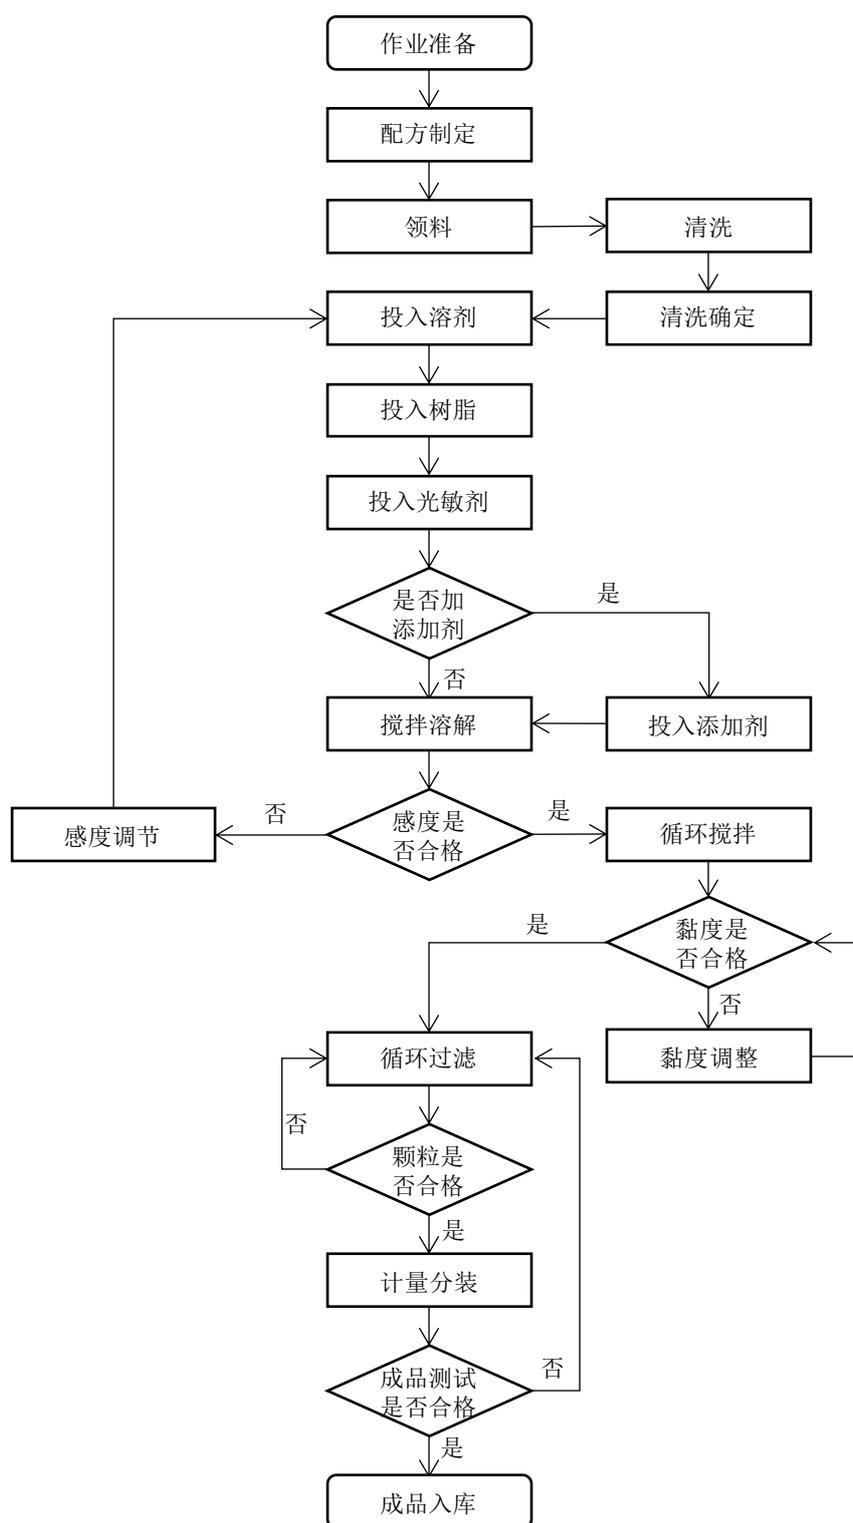 作业准备
配方制定
领料
清洗
投入溶剂
清洗确定
投入树脂
投入光敏剂
是否加
添加剂
是
否
搅拌溶解
投入添加剂
感度是
否合格
否
是
感度调节
循环搅拌
黏度是
否合格
是
否
循环过滤
黏度调整
否
颗粒是
否合格
是
计量分装
成品测试
是否合格
否
是
成品入库